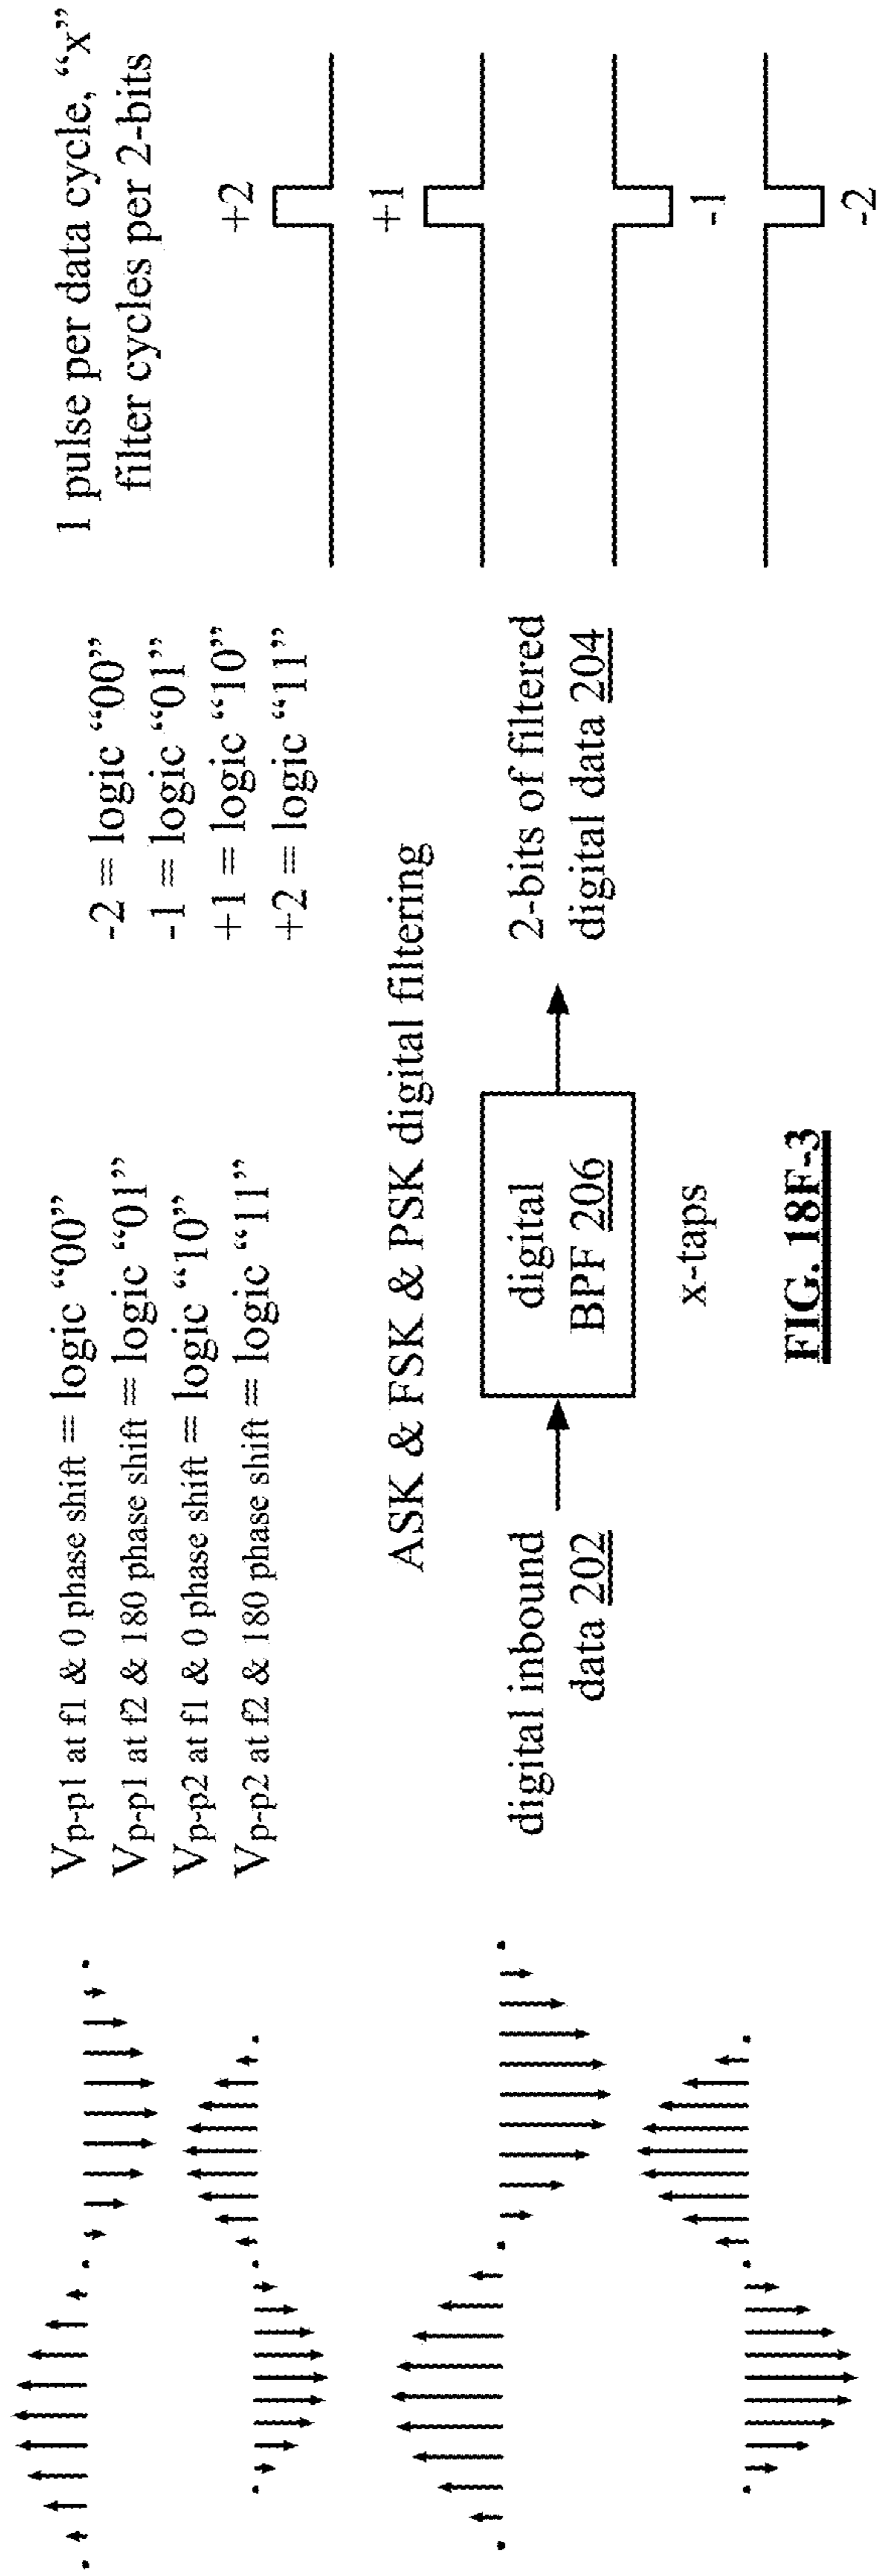 Vp-p1 at f1 & 0 phase shift ≡ logic “00”
Vp-p1 at f2 & 180 phase shift ≡ logic “01”
Vp-p2 at f1 & 0 phase shift ≡ logic “10”
Vp-p2 at f2 & 180 phase shift ≡ logic “11”
-2 ≡ logic “00”
-1 ≡ logic “01”
+1 ≡ logic “10”
+2 ≡ logic “11”
1 pulse per data cycle, “x”
filter cycles per 2-bits
ASK & FSK & PSK digital filtering
digital inbound
data 202
digital
BPF 206
x-taps
2-bits of filtered
digital data 204
+2
+1
-1
-2
FIG. 18F-3